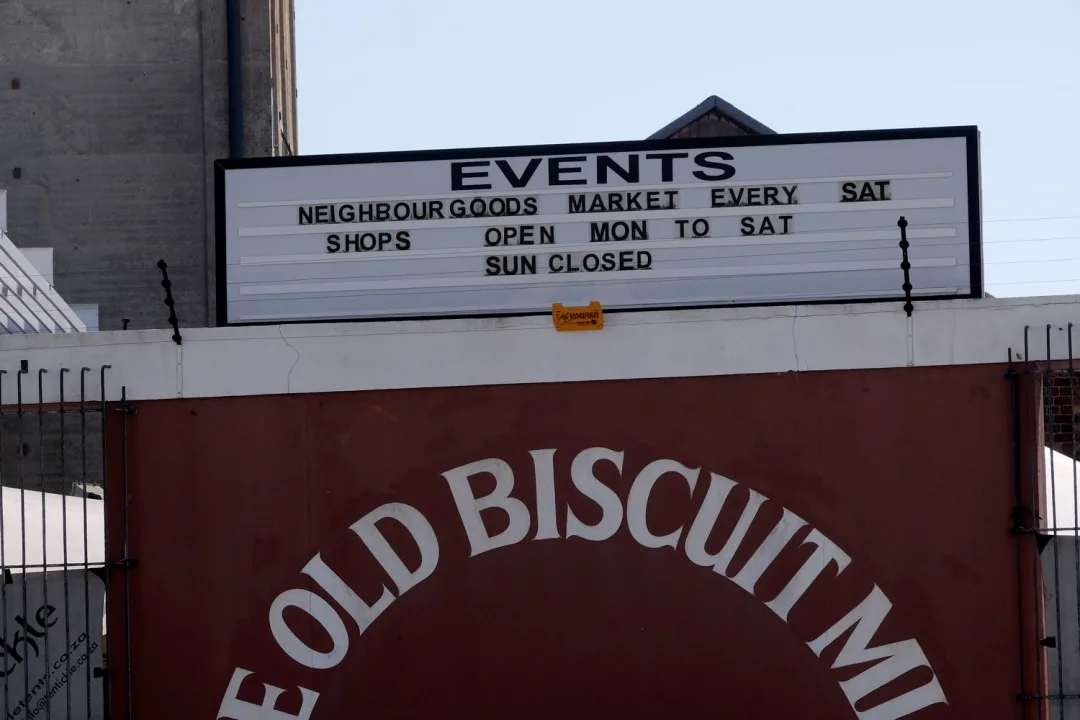 EVENTS
NEIGHBOURGOODS MARKET EVERY SAT
SHOPS OPEN MON TO SAT
SUN CLOSED
E OLD BISCUIT MI